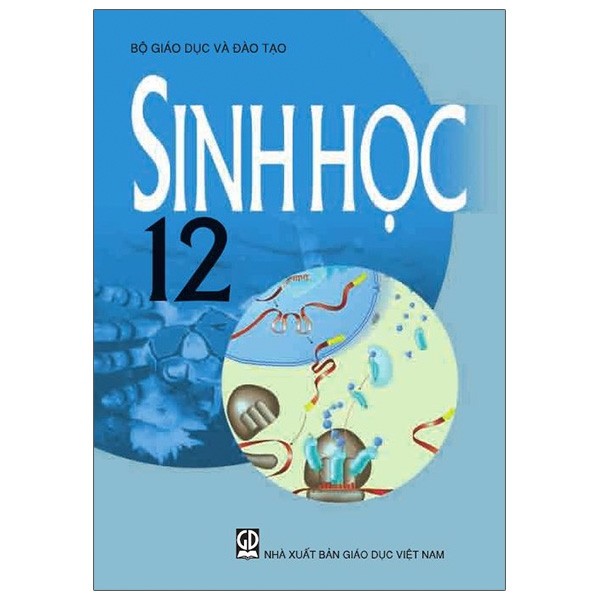 BỘ GIÁO DỤC VÀ ĐÀO TẠO
SINH HỌC
12
GD
NHÀ XUẤT BẢN GIÁO DỤC VIỆT NAM